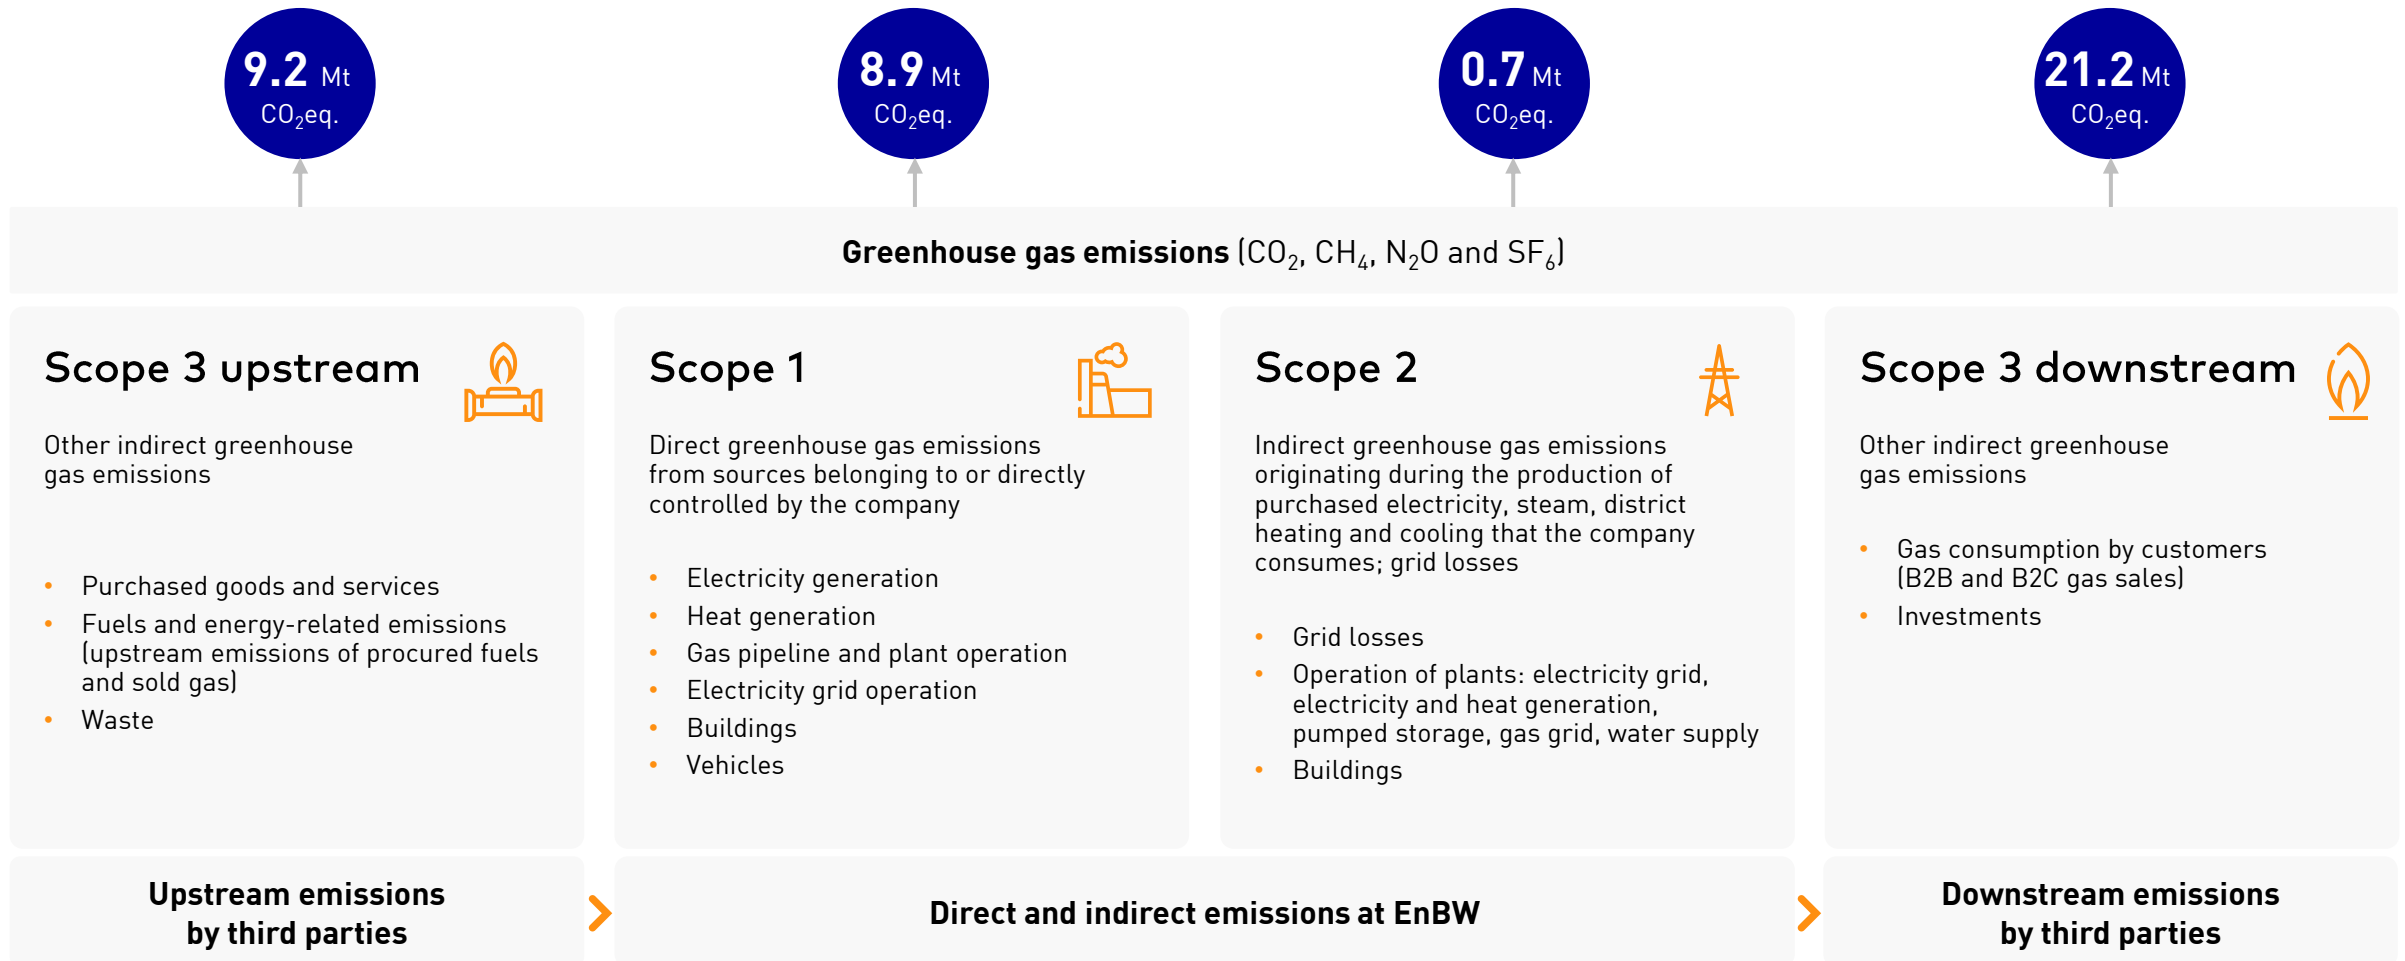 9.2 Mt
CO₂eq.
8.9 Mt
CO₂eq.
0.7 Mt
CO₂eq.
21.2 Mt
CO₂eq.
Greenhouse gas emissions (CO₂, CH₄, N₂O and SF₆)
Scope 3 upstream
Other indirect greenhouse
gas emissions
• Purchased goods and services
• Fuels and energy-related emissions
(upstream emissions of procured fuels
and sold gas)
• Waste
Upstream emissions
by third parties
Scope 1
Direct greenhouse gas emissions
from sources belonging to or directly
controlled by the company
• Electricity generation
• Heat generation
• Gas pipeline and plant operation
• Electricity grid operation
• Buildings
• Vehicles
Scope 2
Indirect greenhouse gas emissions
originating during the production of
purchased electricity, steam, district
heating and cooling that the company
consumes; grid losses
• Grid losses
• Operation of plants: electricity grid,
electricity and heat generation,
pumped storage, gas grid, water supply
• Buildings
Direct and indirect emissions at EnBW
Scope 3 downstream
Other indirect greenhouse
gas emissions
• Gas consumption by customers
(B2B and B2C gas sales)
• Investments
Downstream emissions
by third parties